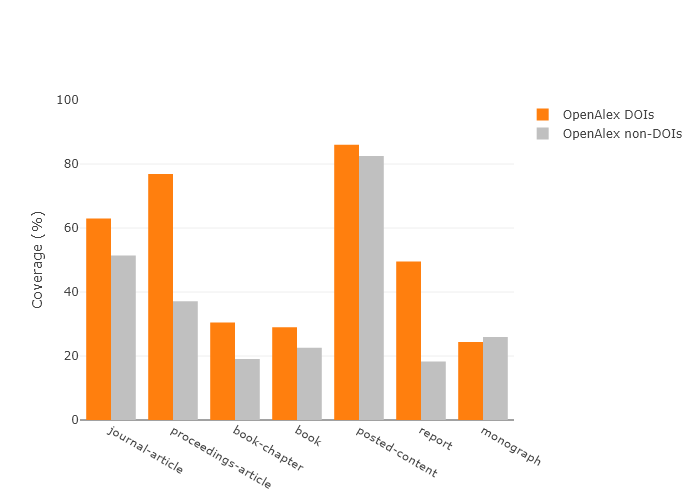 100
80
60
40
20
0
Coverage (%)
journal-article
proceedings-article
book-chapter
book
posted-content
report
monograph
OpenAlex DOIs
OpenAlex non-DOIs